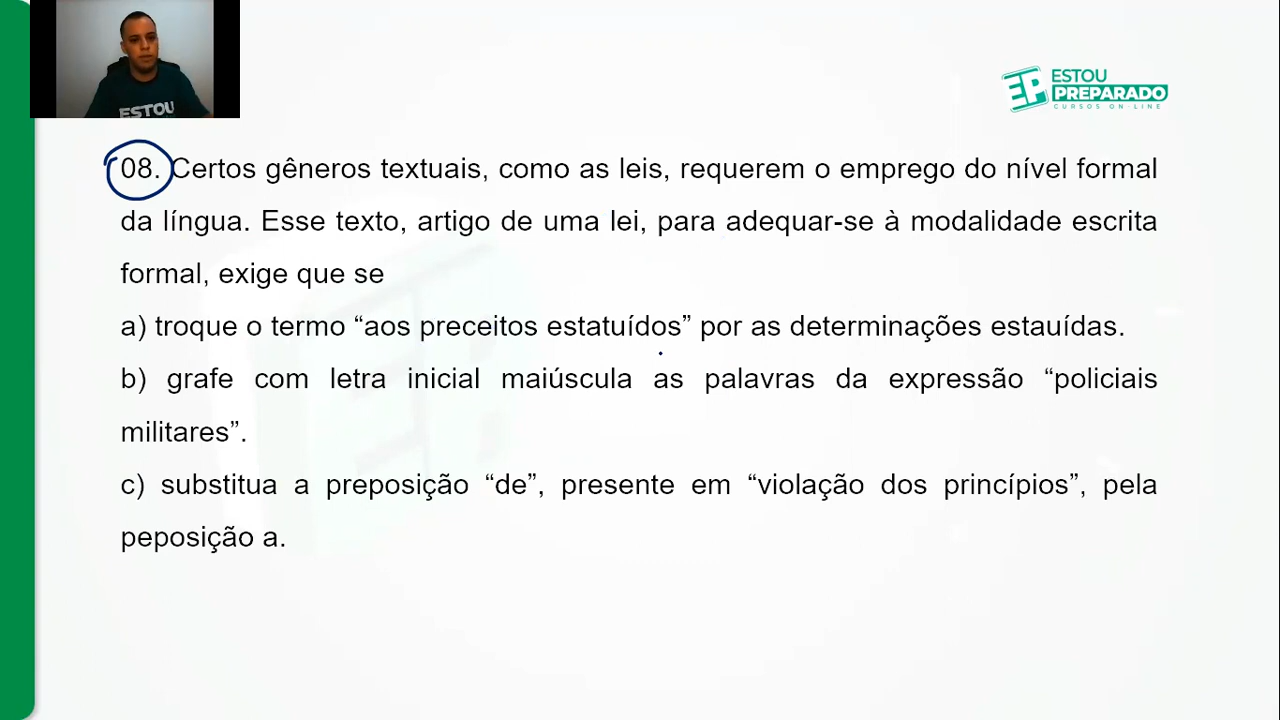 ESTOU
ESTOU
PREPARADO
CURSOS ON-LINE
08. Certos gêneros textuais, como as leis, requerem o emprego do nível formal
da língua. Esse texto, artigo de uma lei, para adequar-se à modalidade escrita
formal, exige que se
a) troque o termo “aos preceitos estatuídos” por as determinações estauídas.
b) grafe com letra inicial maiúscula as palavras da expressão “policiais
militares”.
c) substitua a preposição “de”, presente em “violação dos princípios”, pela
peposição a.